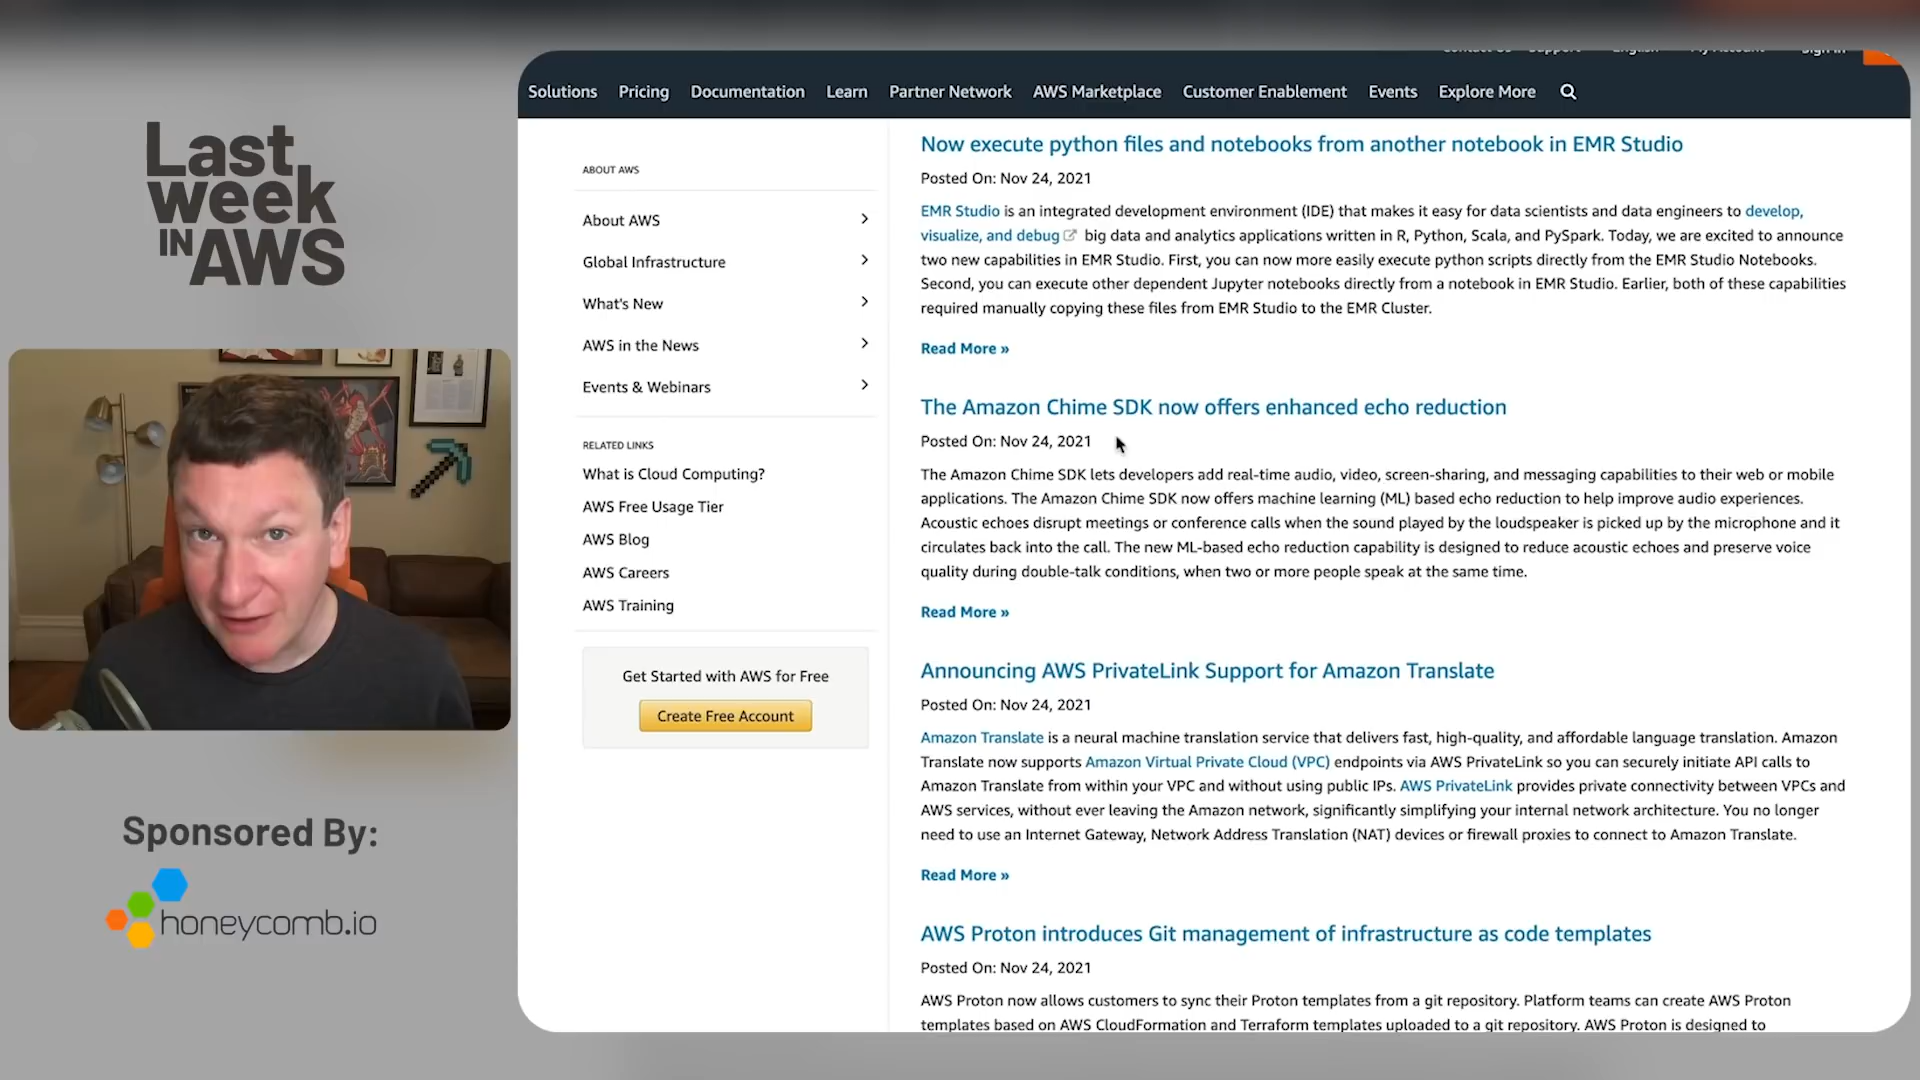 Last
week
IN AWS
Sponsored By:
honeycomb.io
Contact Us Support English My Account Sign In
Solutions Pricing Documentation Learn Partner Network AWS Marketplace Customer Enablement Events Explore More
ABOUT AWS
About AWS
Global Infrastructure
What's New
AWS in the News
Events & Webinars
RELATED LINKS
What is Cloud Computing?
AWS Free Usage Tier
AWS Blog
AWS Careers
AWS Training
Get Started with AWS for Free
Create Free Account
Now execute python files and notebooks from another notebook in EMR Studio
Posted On: Nov 24, 2021
EMR Studio is an integrated development environment (IDE) that makes it easy for data scientists and data engineers to develop,
visualize, and debug big data and analytics applications written in R, Python, Scala, and PySpark. Today, we are excited to announce
two new capabilities in EMR Studio. First, you can now more easily execute python scripts directly from the EMR Studio Notebooks.
Second, you can execute other dependent Jupyter notebooks directly from a notebook in EMR Studio. Earlier, both of these capabilities
required manually copying these files from EMR Studio to the EMR Cluster.
Read More »
The Amazon Chime SDK now offers enhanced echo reduction
Posted On: Nov 24, 2021
The Amazon Chime SDK lets developers add real-time audio, video, screen-sharing, and messaging capabilities to their web or mobile
applications. The Amazon Chime SDK now offers machine learning (ML) based echo reduction to help improve audio experiences.
Acoustic echoes disrupt meetings or conference calls when the sound played by the loudspeaker is picked up by the microphone and it
circulates back into the call. The new ML-based echo reduction capability is designed to reduce acoustic echoes and preserve voice
quality during double-talk conditions, when two or more people speak at the same time.
Read More »
Announcing AWS PrivateLink Support for Amazon Translate
Posted On: Nov 24, 2021
Amazon Translate is a neural machine translation service that delivers fast, high-quality, and affordable language translation. Amazon
Translate now supports Amazon Virtual Private Cloud (VPC) endpoints via AWS PrivateLink so you can securely initiate API calls to
Amazon Translate from within your VPC and without using public IPs. AWS PrivateLink provides private connectivity between VPCs and
AWS services, without ever leaving the Amazon network, significantly simplifying your internal network architecture. You no longer
need to use an Internet Gateway, Network Address Translation (NAT) devices or firewall proxies to connect to Amazon Translate.
Read More »
AWS Proton introduces Git management of infrastructure as code templates
Posted On: Nov 24, 2021
AWS Proton now allows customers to sync their Proton templates from a git repository. Platform teams can create AWS Proton
templates based on AWS CloudFormation and Terraform templates uploaded to a git repository. AWS Proton is designed to